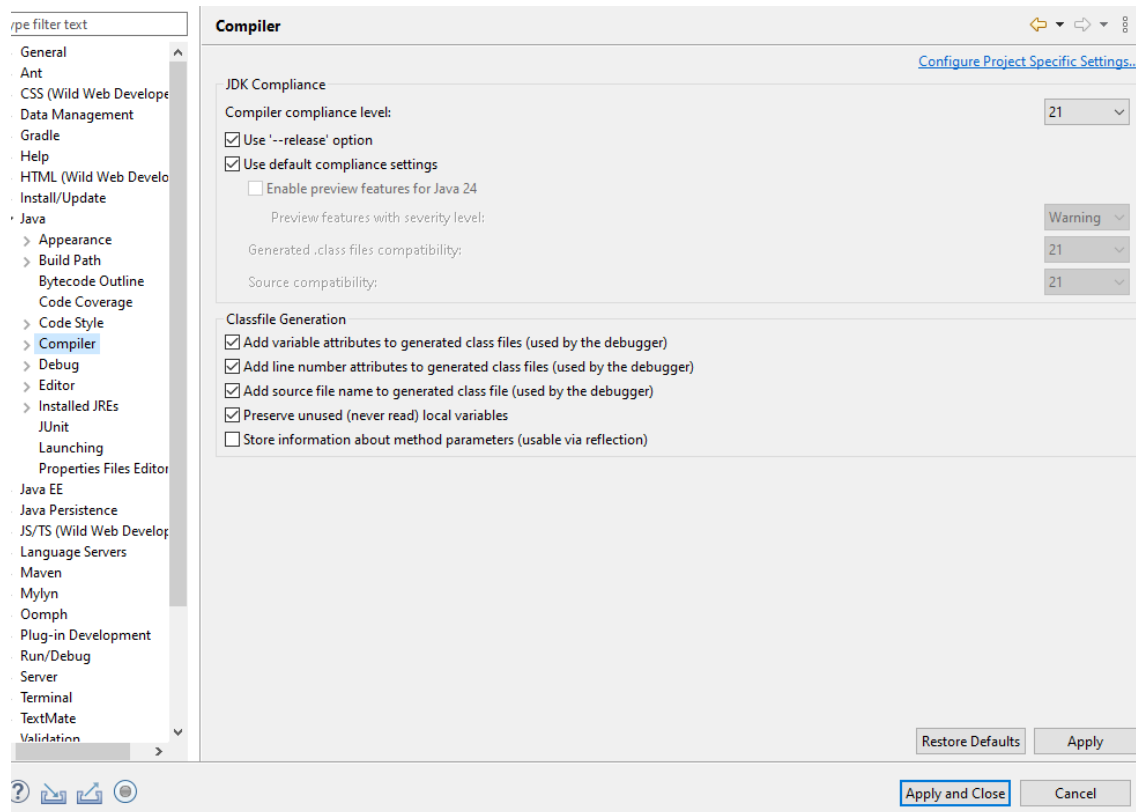 ype filter text
General
Ant
CSS (Wild Web Develope
Data Management
Gradle
Help
HTML (Wild Web Develo
Install/Update
Java
Appearance
Build Path
Bytecode Outline
Code Coverage
Code Style
Compiler
Debug
Editor
Installed JREs
JUnit
Launching
Properties Files Editor
Java EE
Java Persistence
JS/TS (Wild Web Develop
Language Servers
Maven
Mylyn
Oomph
Plug-in Development
Run/Debug
Server
Terminal
TextMate
Validation
Compiler
Configure Project Specific Settings..
JDK Compliance
Compiler compliance level: 21
Use '--release' option
Use default compliance settings
Enable preview features for Java 24
Preview features with severity level: Warning
Generated .class files compatibility: 21
Source compatibility: 21
Classfile Generation
Add variable attributes to generated class files (used by the debugger)
Add line number attributes to generated class files (used by the debugger)
Add source file name to generated class file (used by the debugger)
Preserve unused (never read) local variables
Store information about method parameters (usable via reflection)
Restore Defaults Apply
? Apply and Close Cancel